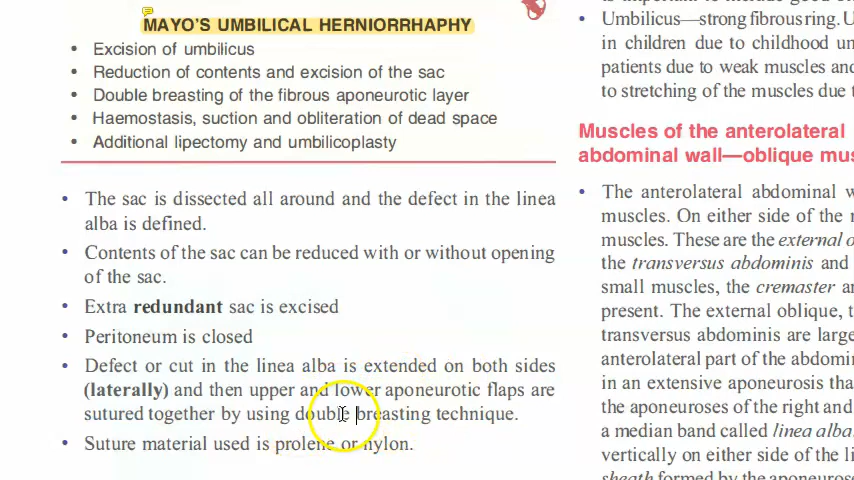 MAYO'S UMBILICAL HERNIORRHAPHY
• Excision of umbilicus
• Reduction of contents and excision of the sac
• Double breasting of the fibrous aponeurotic layer
• Haemostasis, suction and obliteration of dead space
• Additional lipectomy and umbilicoplasty
• The sac is dissected all around and the defect in the linea
alba is defined.
• Contents of the sac can be reduced with or without opening
of the sac.
• Extra redundant sac is excised
• Peritoneum is closed
• Defect or cut in the linea alba is extended on both sides
(laterally) and then upper and lower aponeurotic flaps are
sutured together by using double breasting technique.
• Suture material used is prolene or nylon.
• Umbilicus—strong fibrous ring. U
in children due to childhood un
patients due to weak muscles and
to stretching of the muscles due t
Muscles of the anterolateral
abdominal wall—oblique mus
• The anterolateral abdominal w
muscles. On either side of the
muscles. These are the external o
the transversus abdominis and
small muscles, the cremaster a
present. The external oblique, t
transversus abdominis are large
anterolateral part of the abdomi
in an extensive aponeurosis tha
the aponeuroses of the right and
a median band called linea alba.
vertically on either side of the li
sheath formed by the aponeuros